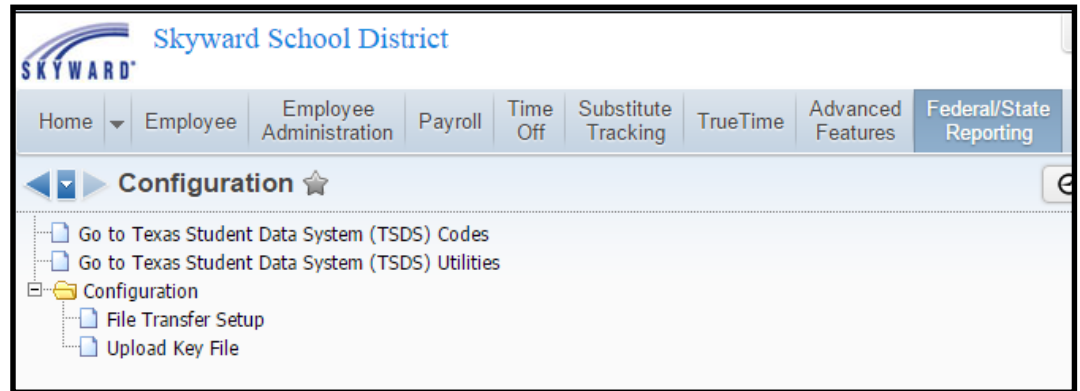 Skyward School District
SKYWARD
Home
Employee
Employee
Administration
Payroll
Time
Off
Substitute
Tracking
TrueTime
Advanced
Features
Federal/State
Reporting
Configuration
Go to Texas Student Data System (TSDS) Codes
Go to Texas Student Data System (TSDS) Utilities
Configuration
File Transfer Setup
Upload Key File